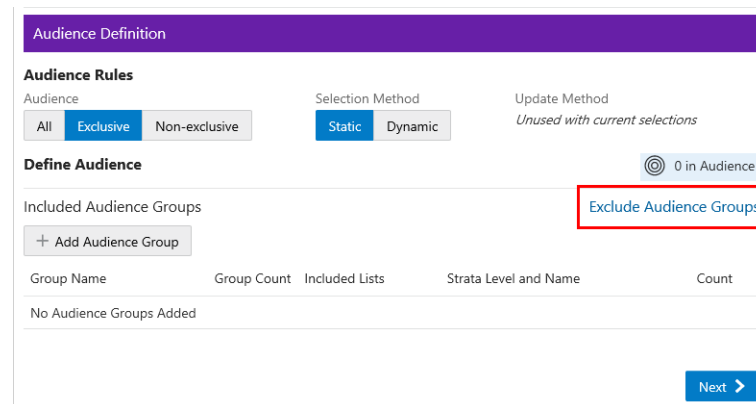 Audience Definition
Audience Rules
Audience Selection Method Update Method
All Exclusive Non-exclusive Static Dynamic Unused with current selections
Define Audience 0 in Audience
Included Audience Groups Exclude Audience Groups
+ Add Audience Group
Group Name Group Count Included Lists Strata Level and Name Count
No Audience Groups Added
Next